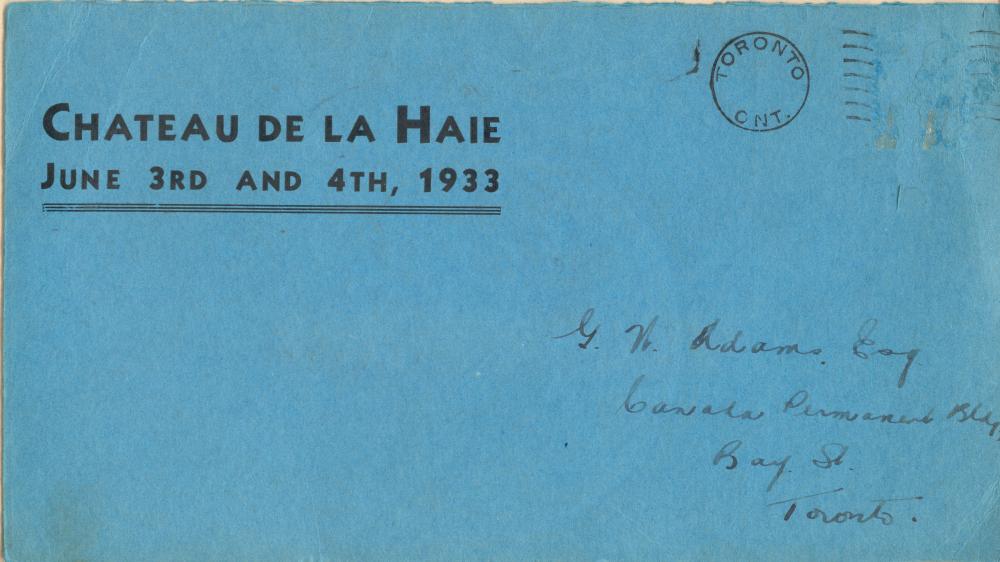 CHATEAU DE LA HAIE
JUNE 3RD AND 4TH, 1933
TORONTO
ONT.
G. W. Adams, Esq
Canada Permanent Bldg
Bay St.
Toronto.